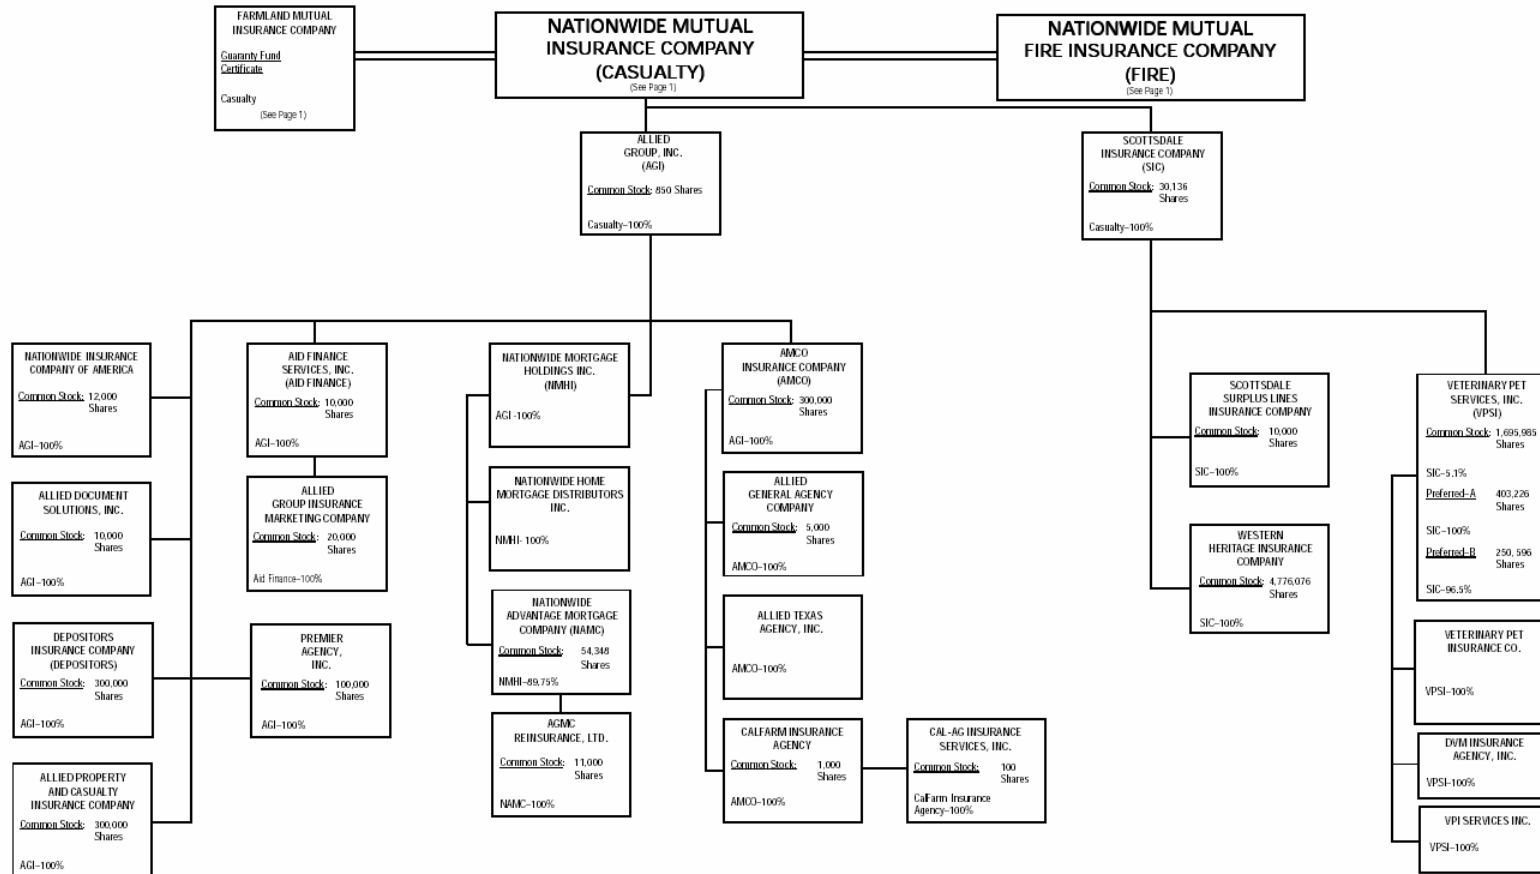 FARMLAND MUTUAL
INSURANCE COMPANY
Guaranty Fund
Certificate
Casualty
(See Page 1)
NATIONWIDE MUTUAL
INSURANCE COMPANY
(CASUALTY)
(See Page 1)
NATIONWIDE MUTUAL
FIRE INSURANCE COMPANY
(FIRE)
(See Page 1)
ALLIED
GROUP, INC.
(AGI)
Common Stock: 850 Shares
Casualty–100%
SCOTTSDALE
INSURANCE COMPANY
(SIC)
Common Stock: 30,136
Shares
Casualty–100%
NATIONWIDE INSURANCE
COMPANY OF AMERICA
Common Stock: 12,000
Shares
AGI–100%
AID FINANCE
SERVICES, INC.
(AID FINANCE)
Common Stock: 10,000
Shares
AGI–100%
NATIONWIDE MORTGAGE
HOLDINGS INC.
(NMHI)
AGI -100%
AMCO
INSURANCE COMPANY
(AMCO)
Common Stock: 300,000
Shares
AGI–100%
SCOTTSDALE
SURPLUS LINES
INSURANCE COMPANY
Common Stock: 10,000
Shares
SIC–100%
VETERINARY PET
SERVICES, INC.
(VPSI)
Common Stock: 1,695,985
Shares
SIC–5.1%
Preferred–A 403,226
Shares
SIC–100%
Preferred–B 250, 596
Shares
SIC–96.5%
ALLIED DOCUMENT
SOLUTIONS, INC.
Common Stock: 10,000
Shares
AGI–100%
ALLIED
GROUP INSURANCE
MARKETING COMPANY
Common Stock: 20,000
Shares
Aid Finance–100%
NATIONWIDE HOME
MORTGAGE DISTRIBUTORS
INC.
NMHI- 100%
ALLIED
GENERAL AGENCY
COMPANY
Common Stock: 5,000
Shares
AMCO–100%
WESTERN
HERITAGE INSURANCE
COMPANY
Common Stock: 4,776,076
Shares
SIC–100%
DEPOSITORS
INSURANCE COMPANY
(DEPOSITORS)
Common Stock: 300,000
Shares
AGI–100%
PREMIER
AGENCY,
INC.
Common Stock: 100,000
Shares
AGI–100%
NATIONWIDE
ADVANTAGE MORTGAGE
COMPANY (NAMC)
Common Stock: 54,348
Shares
NMHI–89.75%
ALLIED TEXAS
AGENCY, INC.
AMCO–100%
VETERINARY PET
INSURANCE CO.
VPSI–100%
ALLIED PROPERTY
AND CASUALTY
INSURANCE COMPANY
Common Stock: 300,000
Shares
AGI–100%
AGMC
REINSURANCE, LTD.
Common Stock: 11,000
Shares
NAMC–100%
CALFARM INSURANCE
AGENCY
Common Stock: 1,000
Shares
AMCO–100%
CAL-AG INSURANCE
SERVICES, INC.
Common Stock: 100
Shares
CalFarm Insurance
Agency–100%
DVM INSURANCE
AGENCY, INC.
VPSI–100%
VPI SERVICES INC.
VPSI–100%